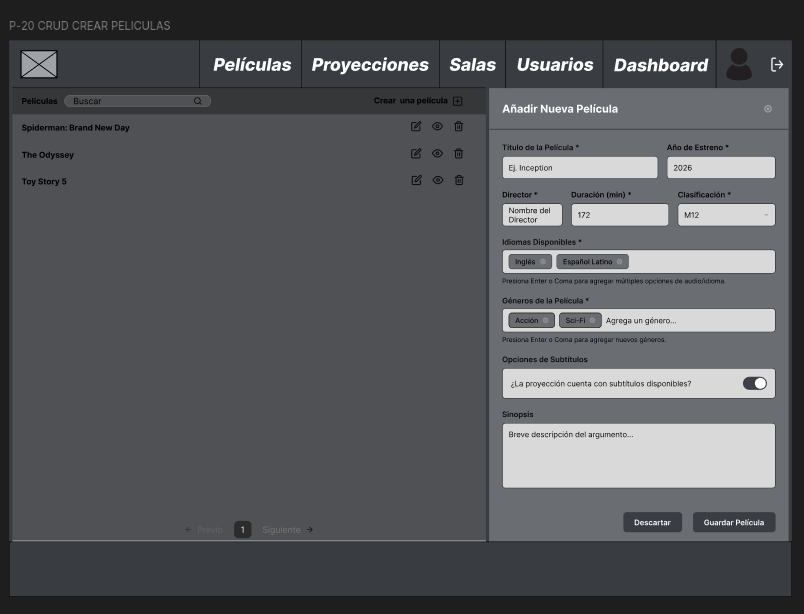 P-20 CRUD CREAR PELICULAS
Películas
Proyecciones
Salas
Usuarios
Dashboard
Películas
Buscar
Crear una película
Spiderman: Brand New Day
The Odyssey
Toy Story 5
← Previo
1
Siguiente →
Añadir Nueva Película
Título de la Película *
Año de Estreno *
Ej. Inception
2026
Director *
Duración (min) *
Clasificación *
Nombre del
Director
172
M12
Idiomas Disponibles *
Inglés
Español Latino
Presiona Enter o Coma para agregar múltiples opciones de audio/idioma.
Géneros de la Película *
Acción
Sci-Fi
Agrega un género...
Presiona Enter o Coma para agregar nuevos géneros.
Opciones de Subtítulos
¿La proyección cuenta con subtítulos disponibles?
Sinopsis
Breve descripción del argumento...
Descartar
Guardar Película